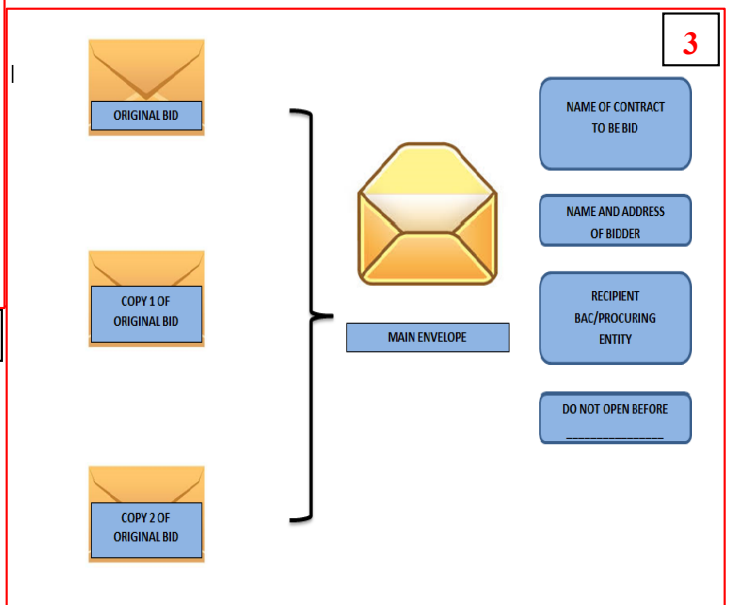 3
ORIGINAL BID
COPY 1 OF
ORIGINAL BID
COPY 2 OF
ORIGINAL BID
MAIN ENVELOPE
NAME OF CONTRACT
TO BE BID
NAME AND ADDRESS
OF BIDDER
RECIPIENT
BAC/PROCURING
ENTITY
DO NOT OPEN BEFORE
________________